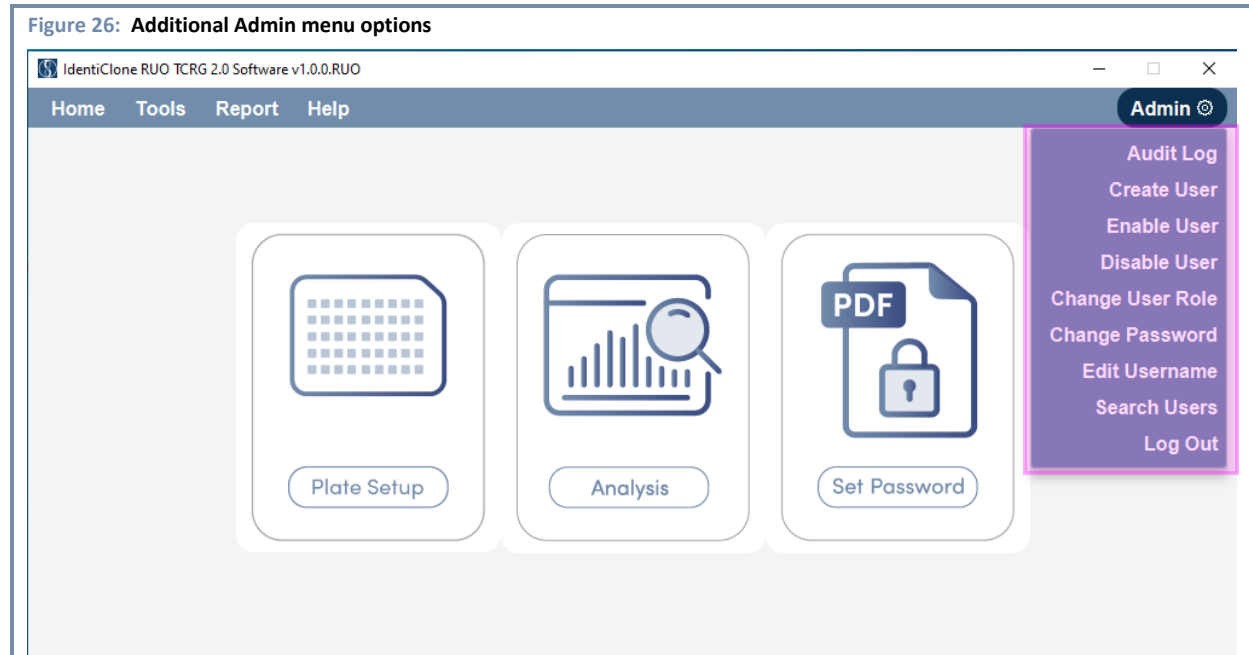 Figure 26: Additional Admin menu options
IdentiClone RUO TCRG 2.0 Software v1.0.0.RUO
Home Tools Report Help Admin
Audit Log
Create User
Enable User
Disable User
Change User Role
Change Password
Edit Username
Search Users
Log Out
PDF
Plate Setup Analysis Set Password